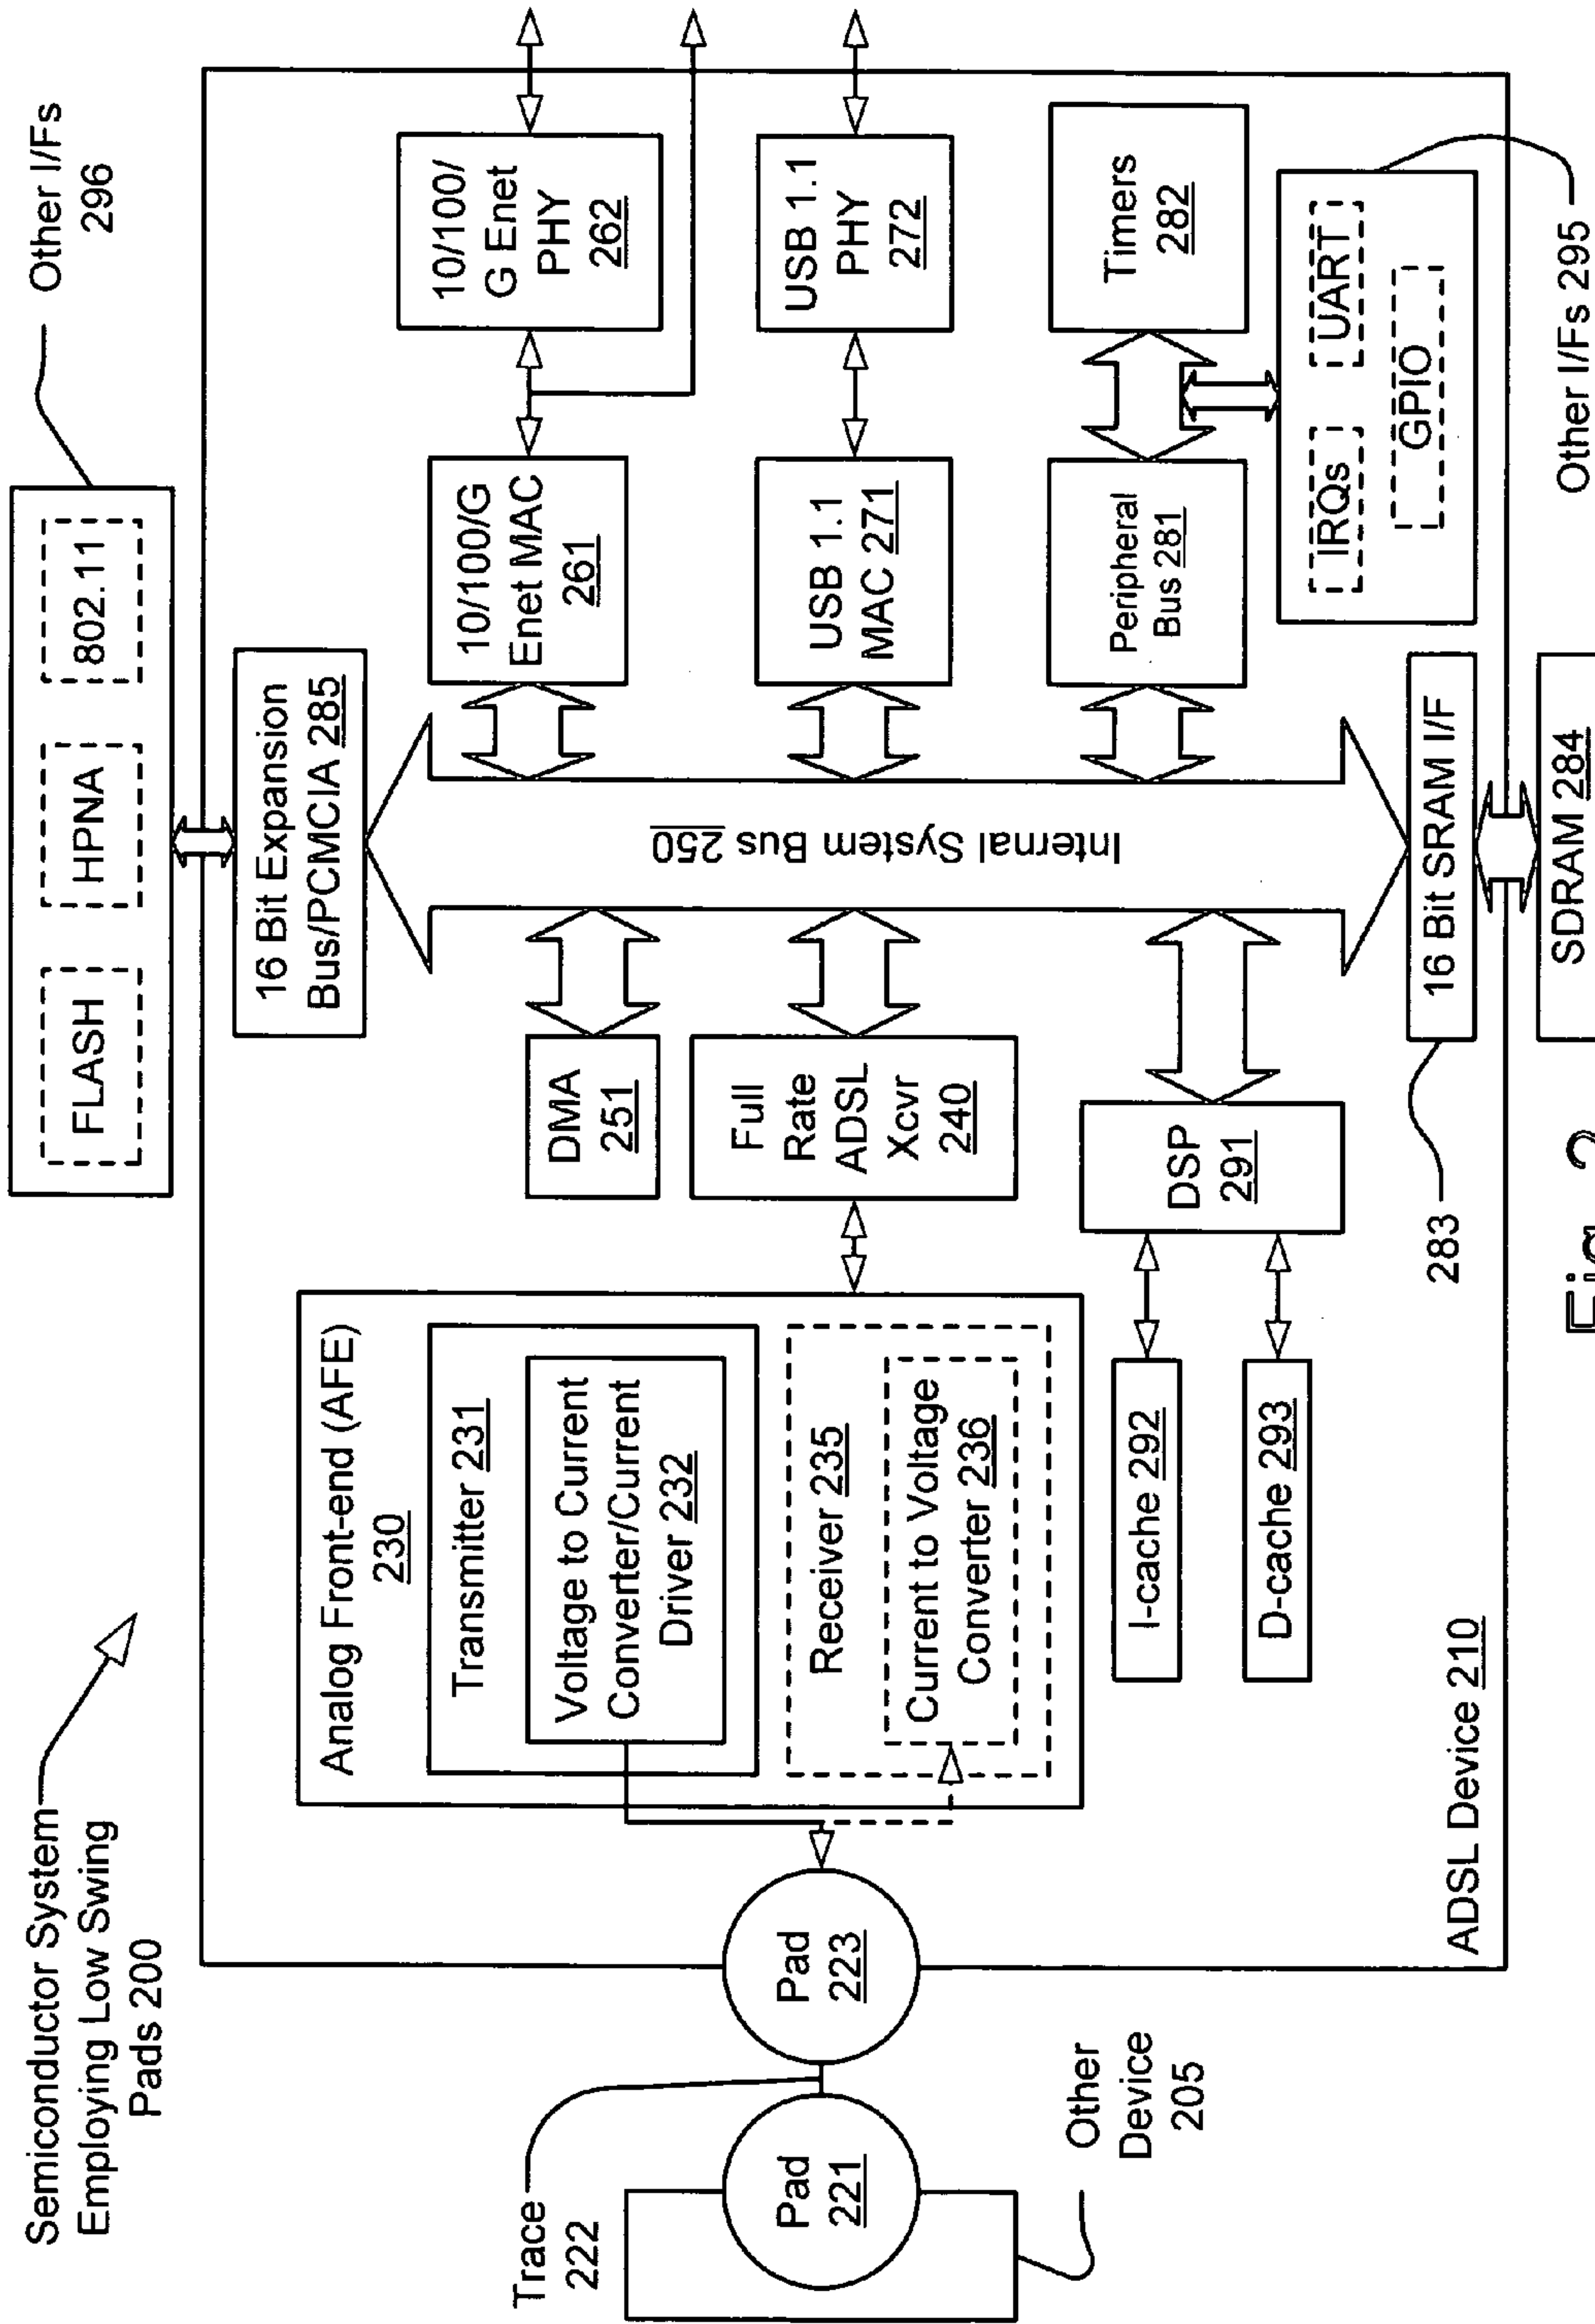 Semiconductor System
Employing Low Swing
Pads 200
Other I/Fs
296
FLASH
HPNA
802.11
16 Bit Expansion
Bus/PCMCIA 285
Analog Front-end (AFE)
230
Transmitter 231
Voltage to Current
Converter/Current
Driver 232
Receiver 235
Current to Voltage
Converter 236
DMA
251
Full
Rate
ADSL
Xcvr
240
Internal System Bus 250
10/100/G
Enet MAC
261
10/100/
G Enet
PHY
262
USB 1.1
MAC 271
USB 1.1
PHY
272
Peripheral
Bus 281
Timers
282
IRQs
UART
GPIO
Other I/Fs 295
Trace
222
Pad
221
Pad
223
Other
Device
205
I-cache 292
D-cache 293
DSP
291
ADSL Device 210
283
16 Bit SRAM I/F
SDRAM 284
Fig. 2